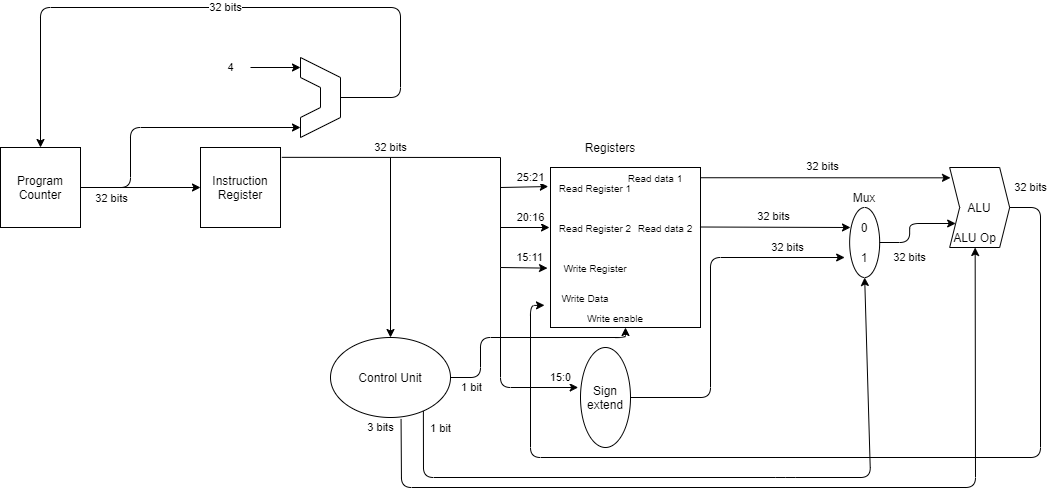 32 bits
4
32 bits
Registers
Program
Counter
Instruction
Register
32 bits
25:21
Read Register 1
Read data 1
32 bits
32 bits
Mux
0
1
ALU
ALU Op
32 bits
20:16
Read Register 2
Read data 2
32 bits
32 bits
32 bits
15:11
Write Register
Write Data
Write enable
Control Unit
1 bit
15:0
Sign
extend
3 bits
1 bit